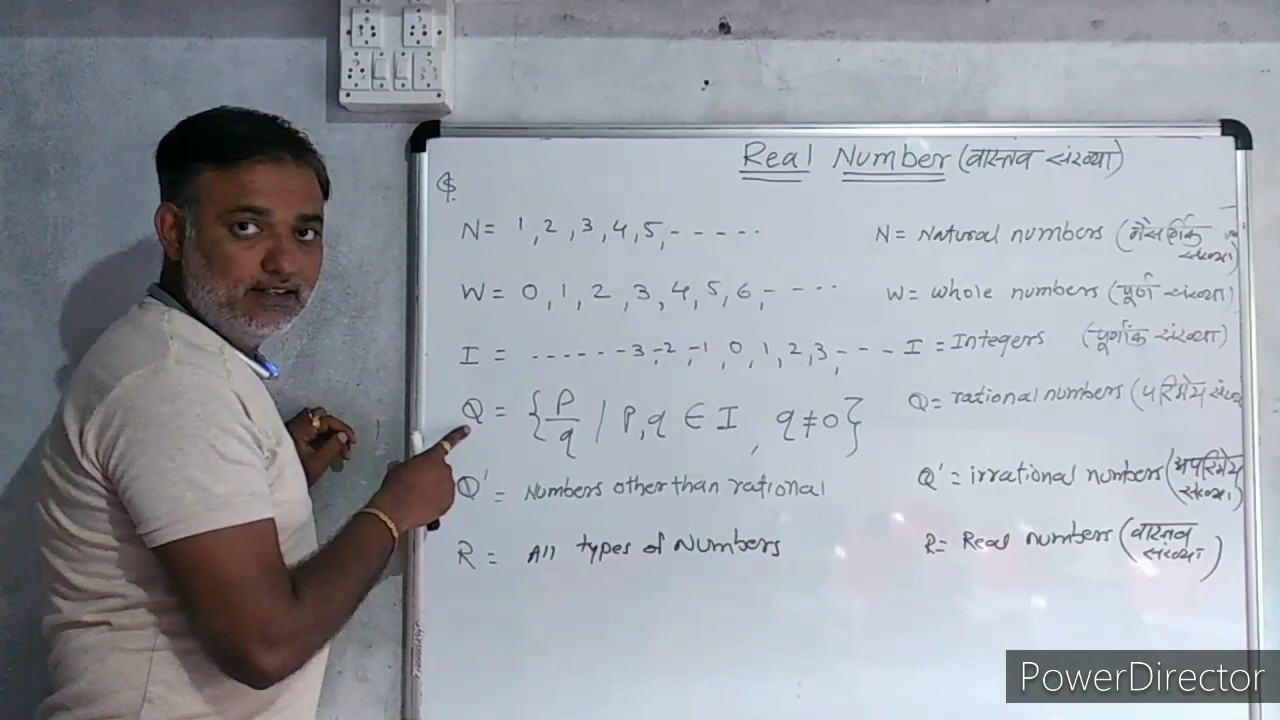 Real Number (वास्तव संख्या)
Q.
N = 1, 2, 3, 4, 5, - - - - - . . N = Natural numbers (नैसर्गिक संख्या)
W = 0, 1, 2, 3, 4, 5, 6, - - - . . . W = Whole numbers (पूर्ण संख्या)
I = . . . . . . -3, -2, -1, 0, 1, 2, 3, - - - - I = Integers (पूर्णांक संख्या)
Q = {P/q / P, q ∈ I, q ≠ 0} Q = rational numbers (परिमेय संख्या
Q' = Numbers other than rational Q' = irrational numbers (अपरिमेय संख्या)
R = All types of Numbers R = Real numbers (वास्तव संख्या)
PowerDirector